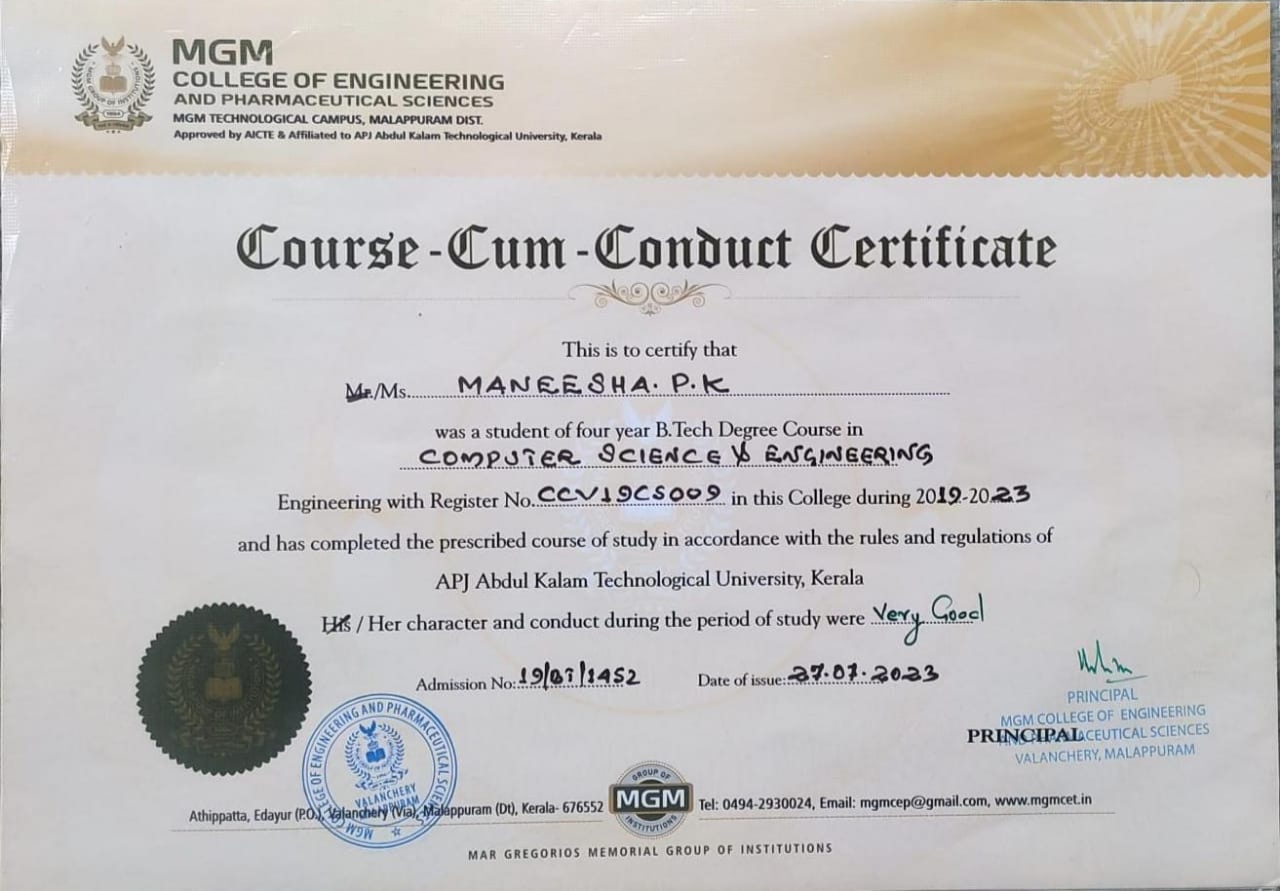 MGM
COLLEGE OF ENGINEERING
AND PHARMACEUTICAL SCIENCES
MGM TECHNOLOGICAL CAMPUS, MALAPPURAM DIST.
Approved by AICTE & Affiliated to APJ Abdul Kalam Technological University, Kerala
Course-Cum-Conduct Certificate
This is to certify that
Mr./Ms. MANEESHA. P.K
was a student of four year B.Tech Degree Course in
COMPUTER SCIENCE & ENGINEERING
Engineering with Register No. CCV19CS009 in this College during 2019-2023
and has completed the prescribed course of study in accordance with the rules and regulations of
APJ Abdul Kalam Technological University, Kerala
His / Her character and conduct during the period of study were Very Good
Admission No: Date of issue: 27.07.2023
PRINCIPAL
MGM COLLEGE OF ENGINEERING
AND PHARMACEUTICAL SCIENCES
VALANCHERY, MALAPPURAM
PRINCIPAL
MGM COLLEGE OF ENGINEERING AND PHARMACEUTICAL SCIENCES
VALANCHERY
MALAPPURAM
Athippatta, Edayur (P.O.), Valanchery (Via), Malappuram (Dt), Kerala- 676552
GROUP OF
MGM
INSTITUTIONS
Tel: 0494-2930024, Email: mgmcep@gmail.com, www.mgmcet.in
MAR GREGORIOS MEMORIAL GROUP OF INSTITUTIONS